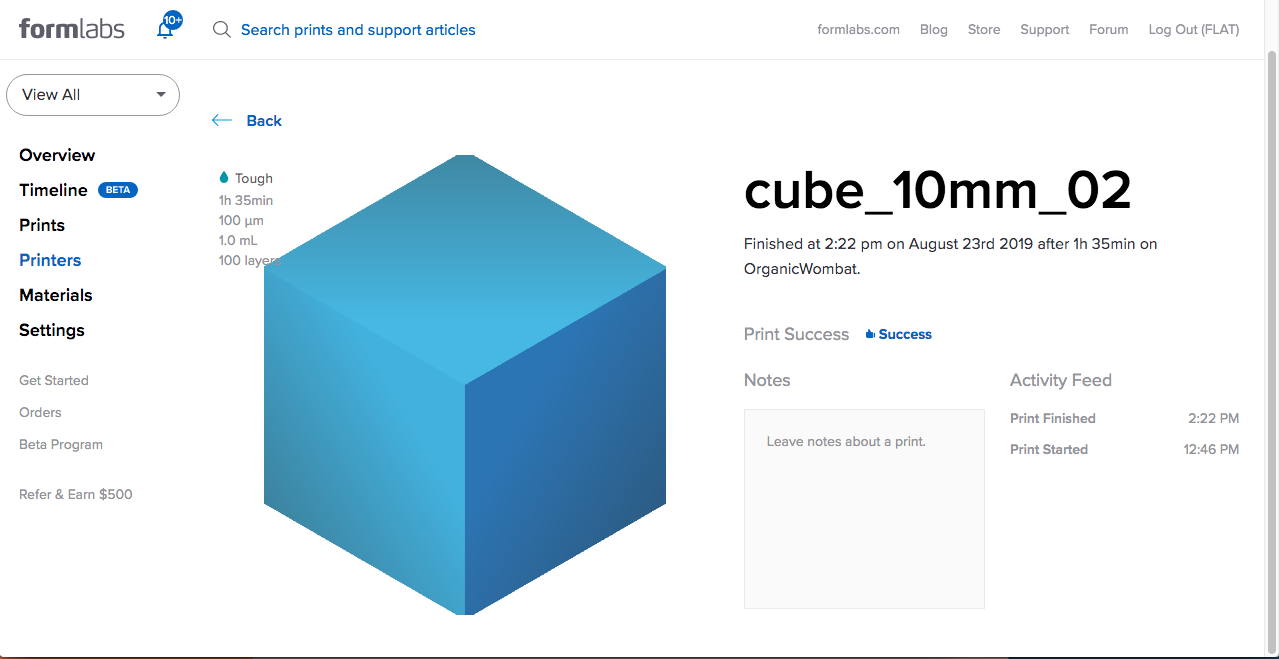 formlabs
10+
Search prints and support articles
formlabs.com
Blog
Store
Support
Forum
Log Out (FLAT)
View All
Overview
Timeline BETA
Prints
Printers
Materials
Settings
Get Started
Orders
Beta Program
Refer & Earn $500
Back
Tough
1h 35min
100 µm
1.0 mL
100 layers
cube_10mm_02
Finished at 2:22 pm on August 23rd 2019 after 1h 35min on
OrganicWombat.
Print Success Success
Notes
Leave notes about a print.
Activity Feed
Print Finished 2:22 PM
Print Started 12:46 PM